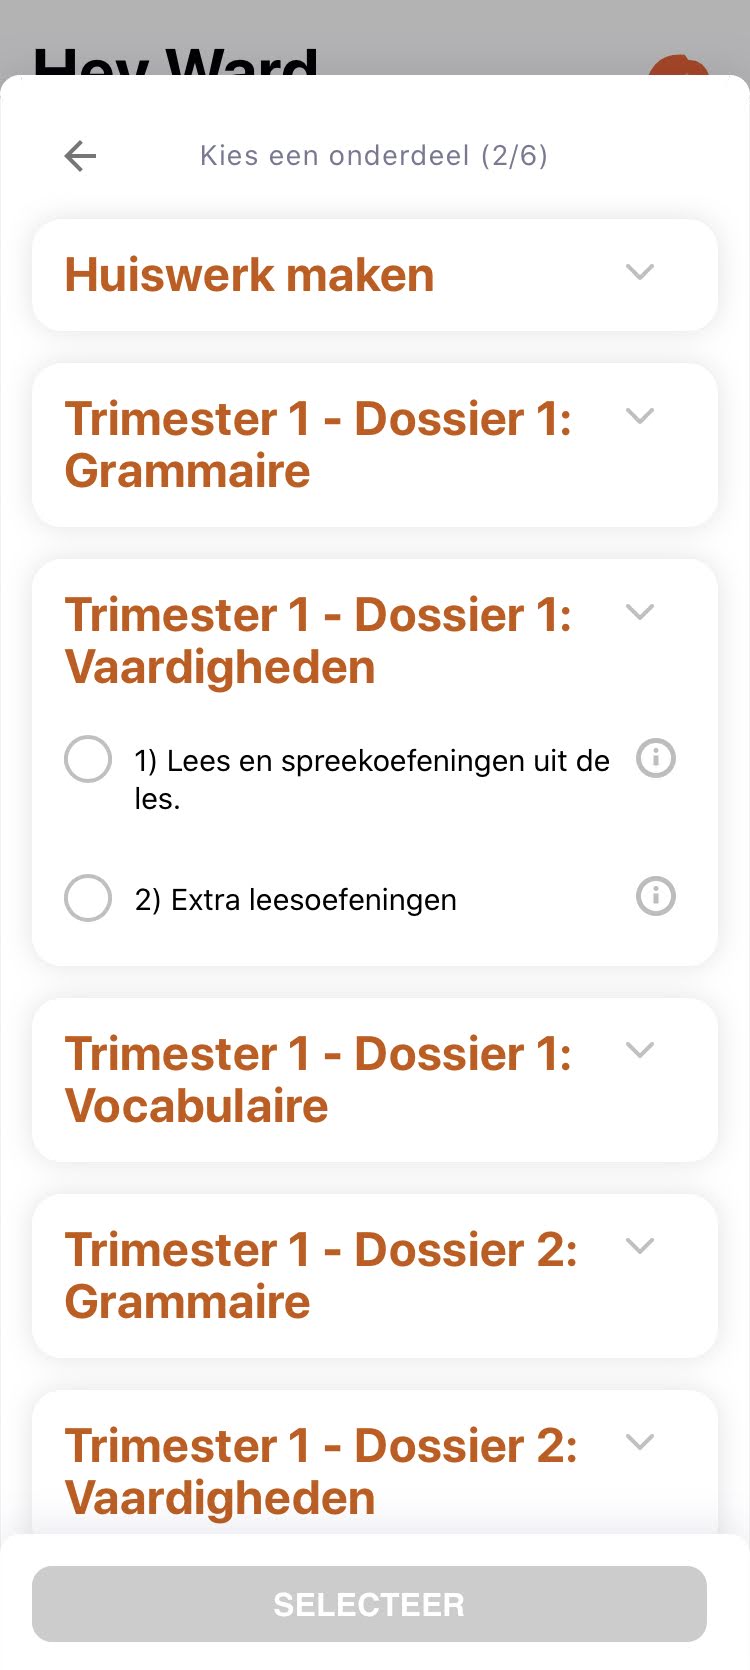 Hey Ward
Kies een onderdeel (2/6)
Huiswerk maken
Trimester 1 - Dossier 1:
Grammaire
Trimester 1 - Dossier 1:
Vaardigheden
1) Lees en spreekoefeningen uit de
les.
2) Extra leesoefeningen
Trimester 1 - Dossier 1:
Vocabulaire
Trimester 1 - Dossier 2:
Grammaire
Trimester 1 - Dossier 2:
Vaardigheden
SELECTEER